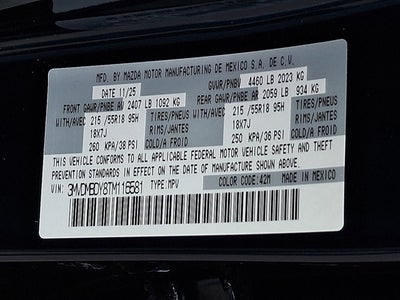 MFD. BY MAZDA MOTOR MANUFACTURING DE MEXICO S.A. DE C.V.
DATE 11/25 GVWR/PNBV 4460 LB 2023 KG
FRONT GAWR/PNBE AV 2407 LB 1092 KG REAR GAWR/PNBE AR 2059 LB 934 KG
WITH/AVEC 215 /55R18 95H TIRES/PNEUS WITH/AVEC 215 /55R18 95H TIRES/PNEUS
18X7J RIMS/JANTES 18X7J RIMS/JANTES
260 KPA/38 PSI COLD/A FROID 250 KPA/36 PSI COLD/A FROID
THIS VEHICLE CONFORMS TO ALL APPLICABLE FEDERAL MOTOR VEHICLE SAFETY AND THEFT
PREVENTION STANDARDS IN EFFECT ON THE DATE OF MANUFACTURE SHOWN ABOVE.
VIN: 3MVDMBDY8TM116581 TYPE: MPV
COLOR CODE: 42M MADE IN MEXICO